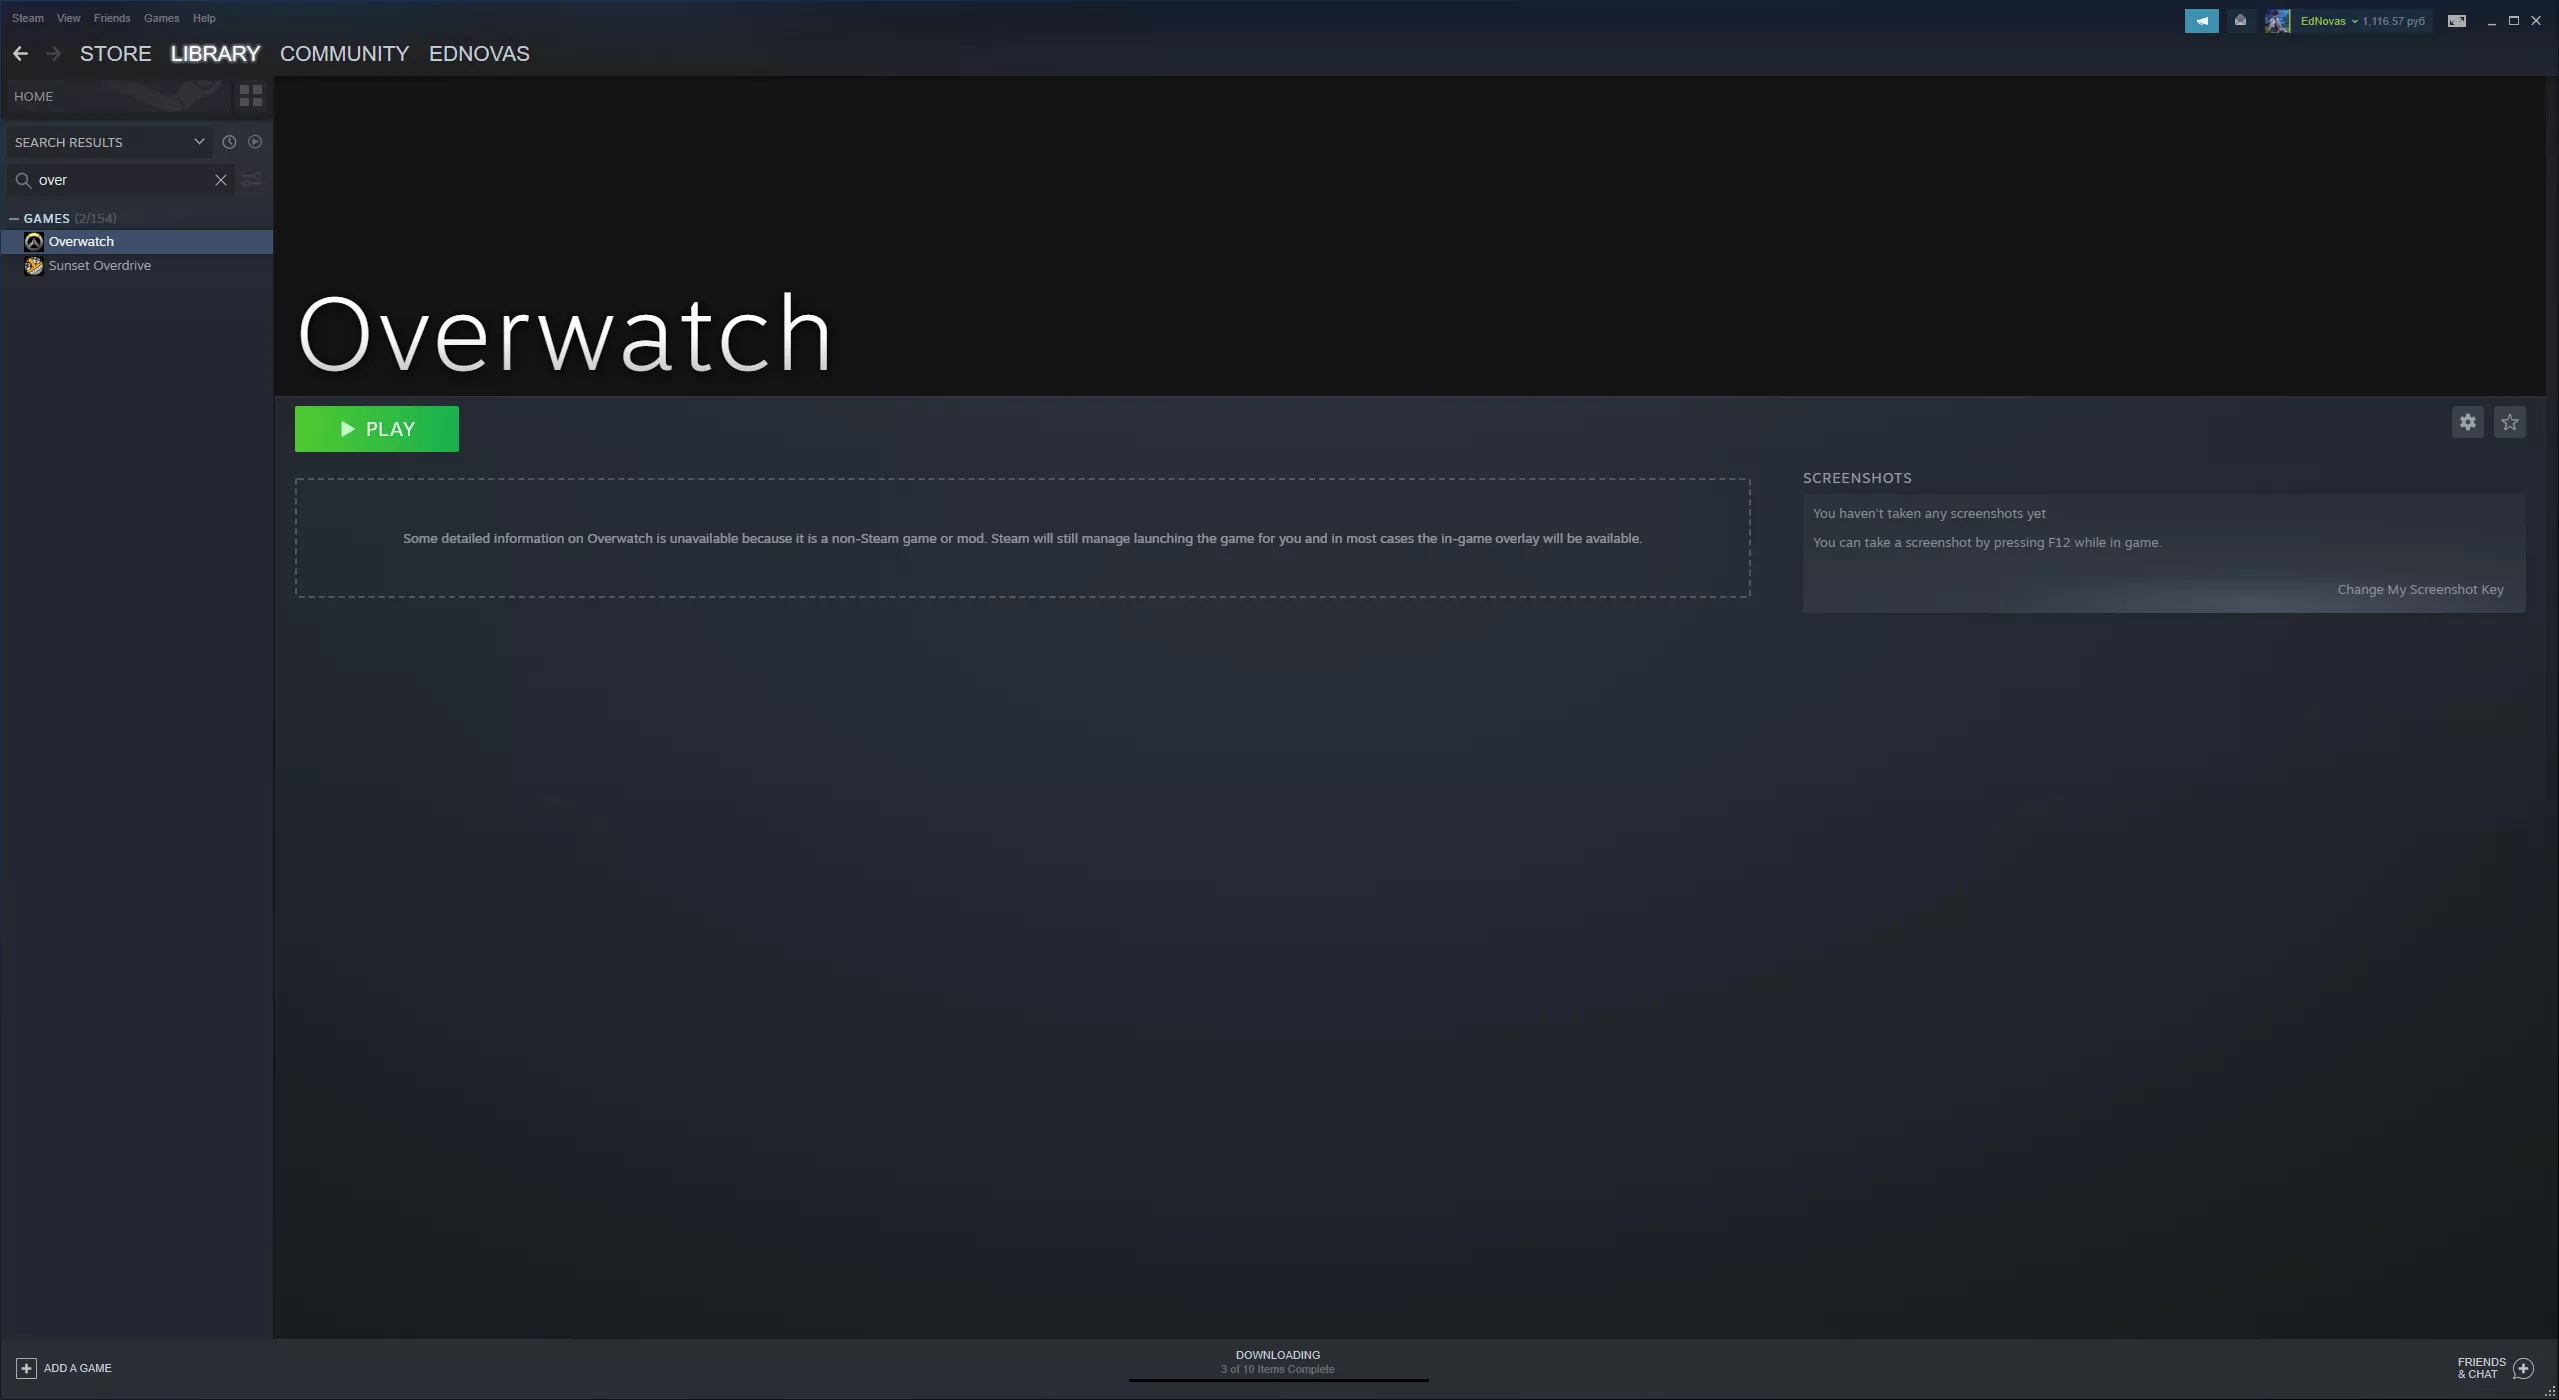 Steam View Friends Games Help
EdNovas 1,116.57 руб
STORE LIBRARY COMMUNITY EDNOVAS
HOME
SEARCH RESULTS
over
GAMES (2/154)
Overwatch
Sunset Overdrive
Overwatch
PLAY
Some detailed information on Overwatch is unavailable because it is a non-Steam game or mod. Steam will still manage launching the game for you and in most cases the in-game overlay will be available.
SCREENSHOTS
You haven't taken any screenshots yet
You can take a screenshot by pressing F12 while in game.
Change My Screenshot Key
ADD A GAME
DOWNLOADING
3 of 10 Items Complete
FRIENDS
& CHAT